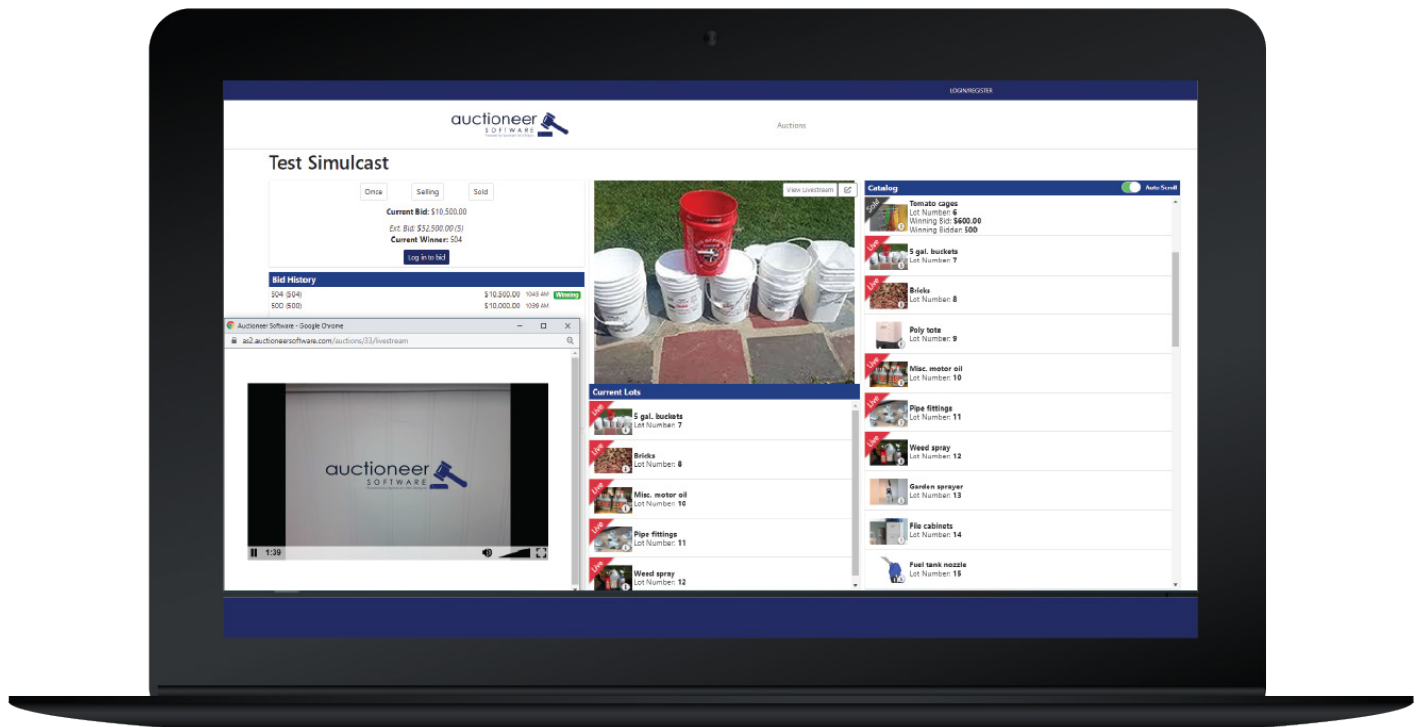 LOGIN/REGISTER
auctioneer
SOFTWARE
Auctions
Test Simulcast
Once
Selling
Sold
Current Bid: $10,500.00
Ext. Bid: $52,500.00 (5)
Current Winner: 504
Log in to bid
Bid History
504 (504) $10,500.00 10:43 AM Winning
500 (500) $10,000.00 10:39 AM
Auctioneer Software - Google Chrome
as2.auctioneersoftware.com/auctions/33/livestream
auctioneer
SOFTWARE
1:39
View Livestream
Current Lots
Live
5 gal. buckets
Lot Number: 7
Live
Bricks
Lot Number: 8
Live
Misc. motor oil
Lot Number: 10
Live
Pipe fittings
Lot Number: 11
Live
Weed spray
Lot Number: 12
Catalog
Auto Scroll
Sold
Tomato cages
Lot Number: 6
Winning Bid: $600.00
Winning Bidder: 500
Live
5 gal. buckets
Lot Number: 7
Live
Bricks
Lot Number: 8
Poly tote
Lot Number: 9
Live
Misc. motor oil
Lot Number: 10
Live
Pipe fittings
Lot Number: 11
Live
Weed spray
Lot Number: 12
Garden sprayer
Lot Number: 13
File cabinets
Lot Number: 14
Fuel tank nozzle
Lot Number: 15